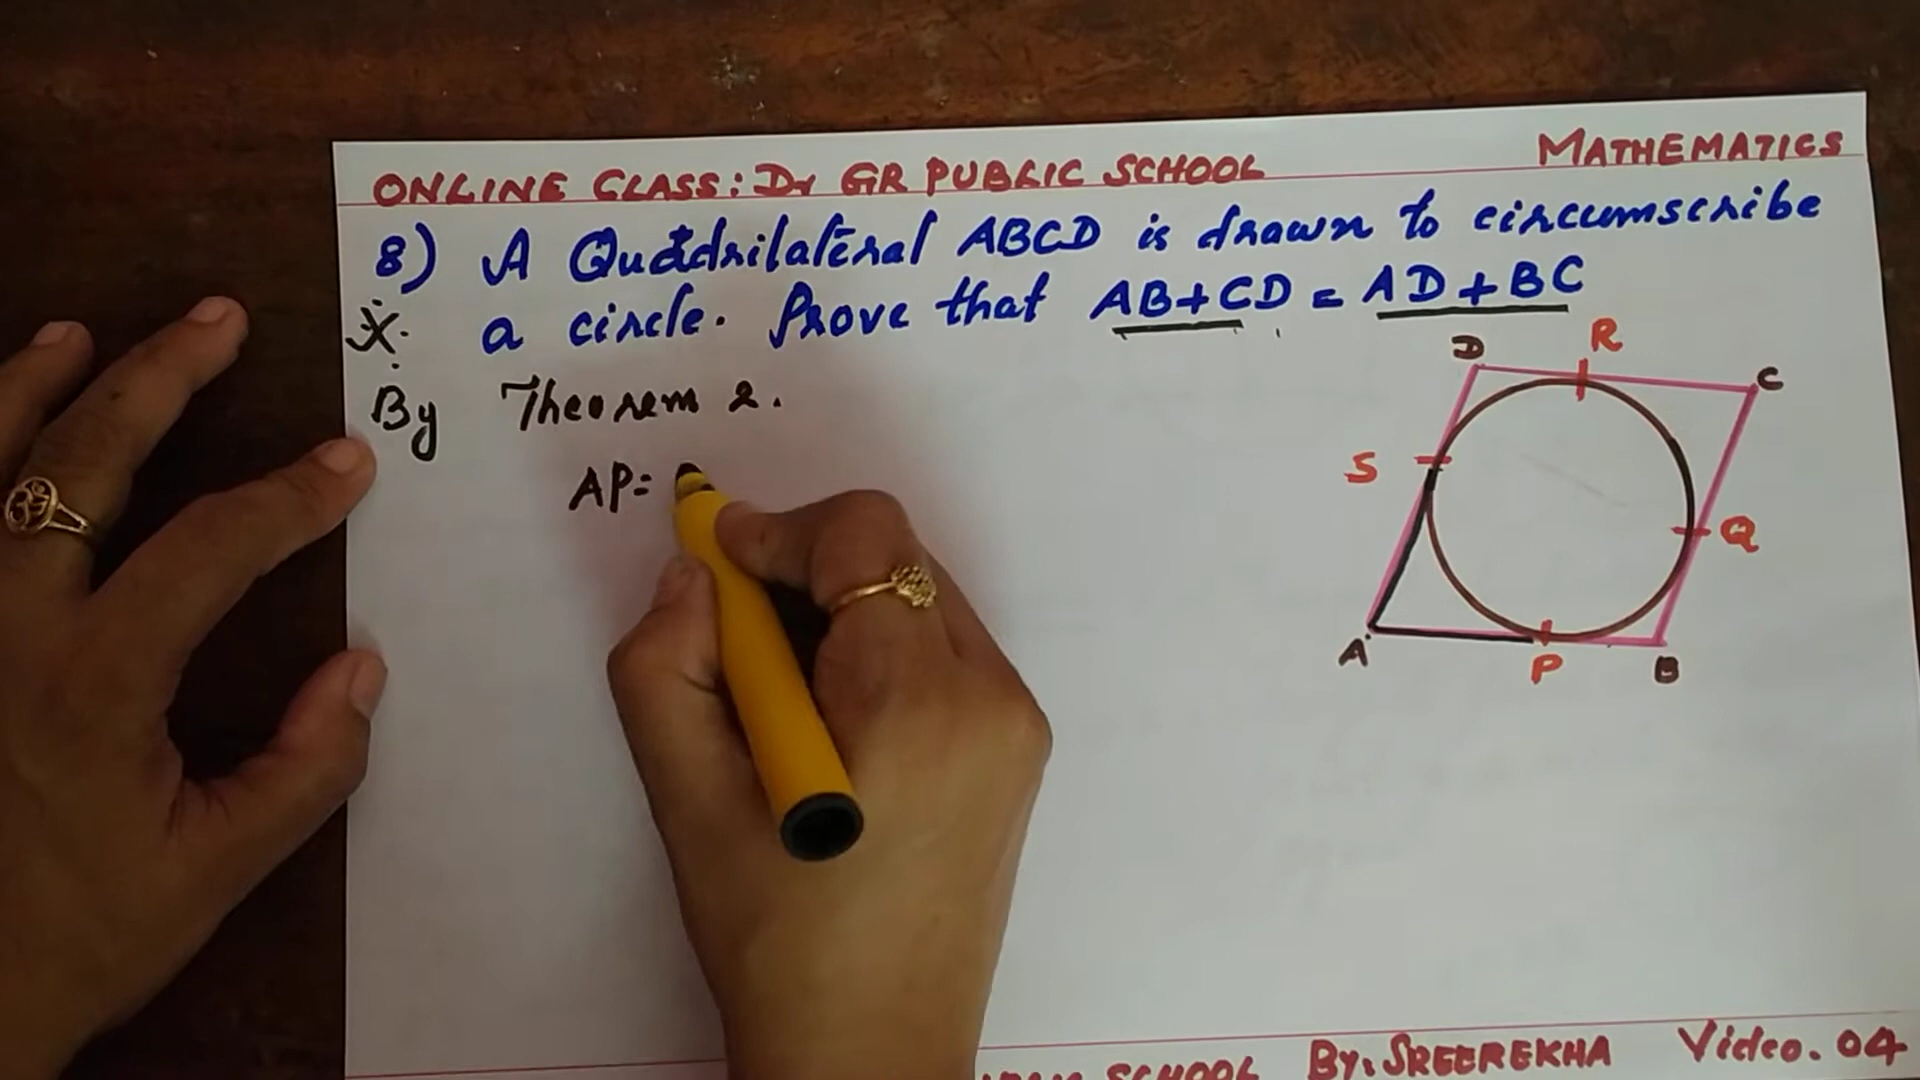 ONLINE CLASS: Dr GR PUBLIC SCHOOL MATHEMATICS
8) A Quadrilateral ABCD is drawn to circumscribe
a circle. Prove that AB+CD = AD+BC
By Theorem 2.
AP=
D R C
S
Q
A P B
SCHOOL BY: SREEREKHA Video. 04